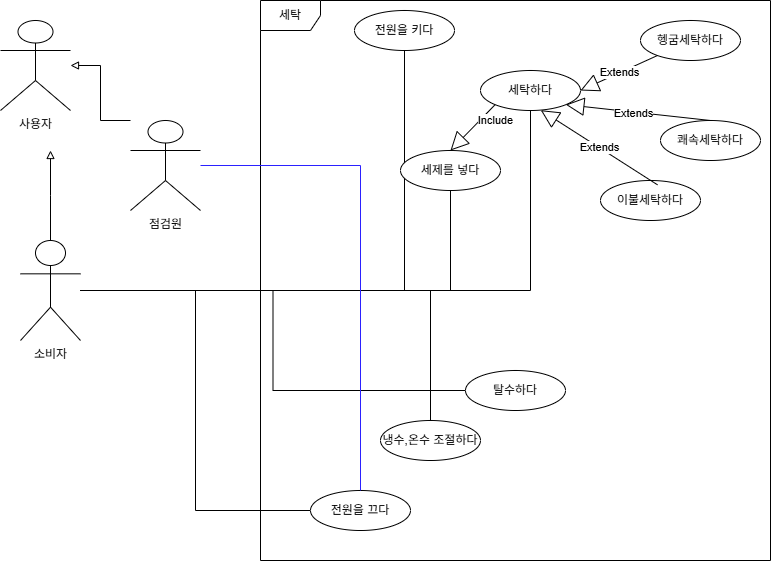 세탁
전원을 키다
헹굼세탁하다
Extends
세탁하다
사용자
Include
Extends
쾌속세탁하다
Extends
세제를 넣다
이불세탁하다
점검원
소비자
탈수하다
냉수,온수 조절하다
전원을 끄다